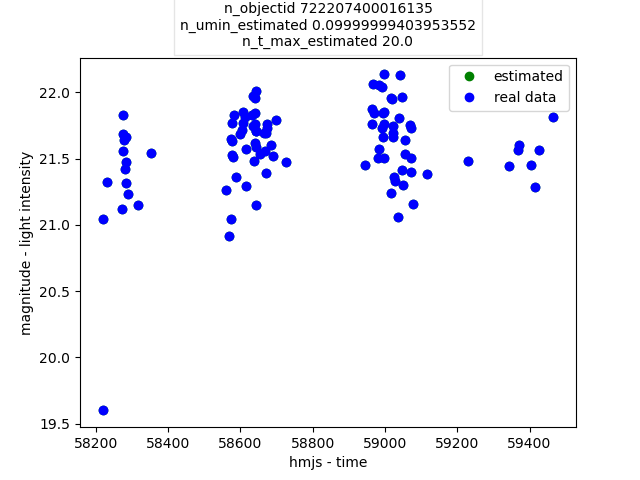 n_objectid 722207400016135
n_umin_estimated 0.09999999403953552
n_t_max_estimated 20.0
estimated
real data
22.0
21.5
21.0
20.5
20.0
19.5
magnitude - light intensity
58200 58400 58600 58800 59000 59200 59400
hmjs - time